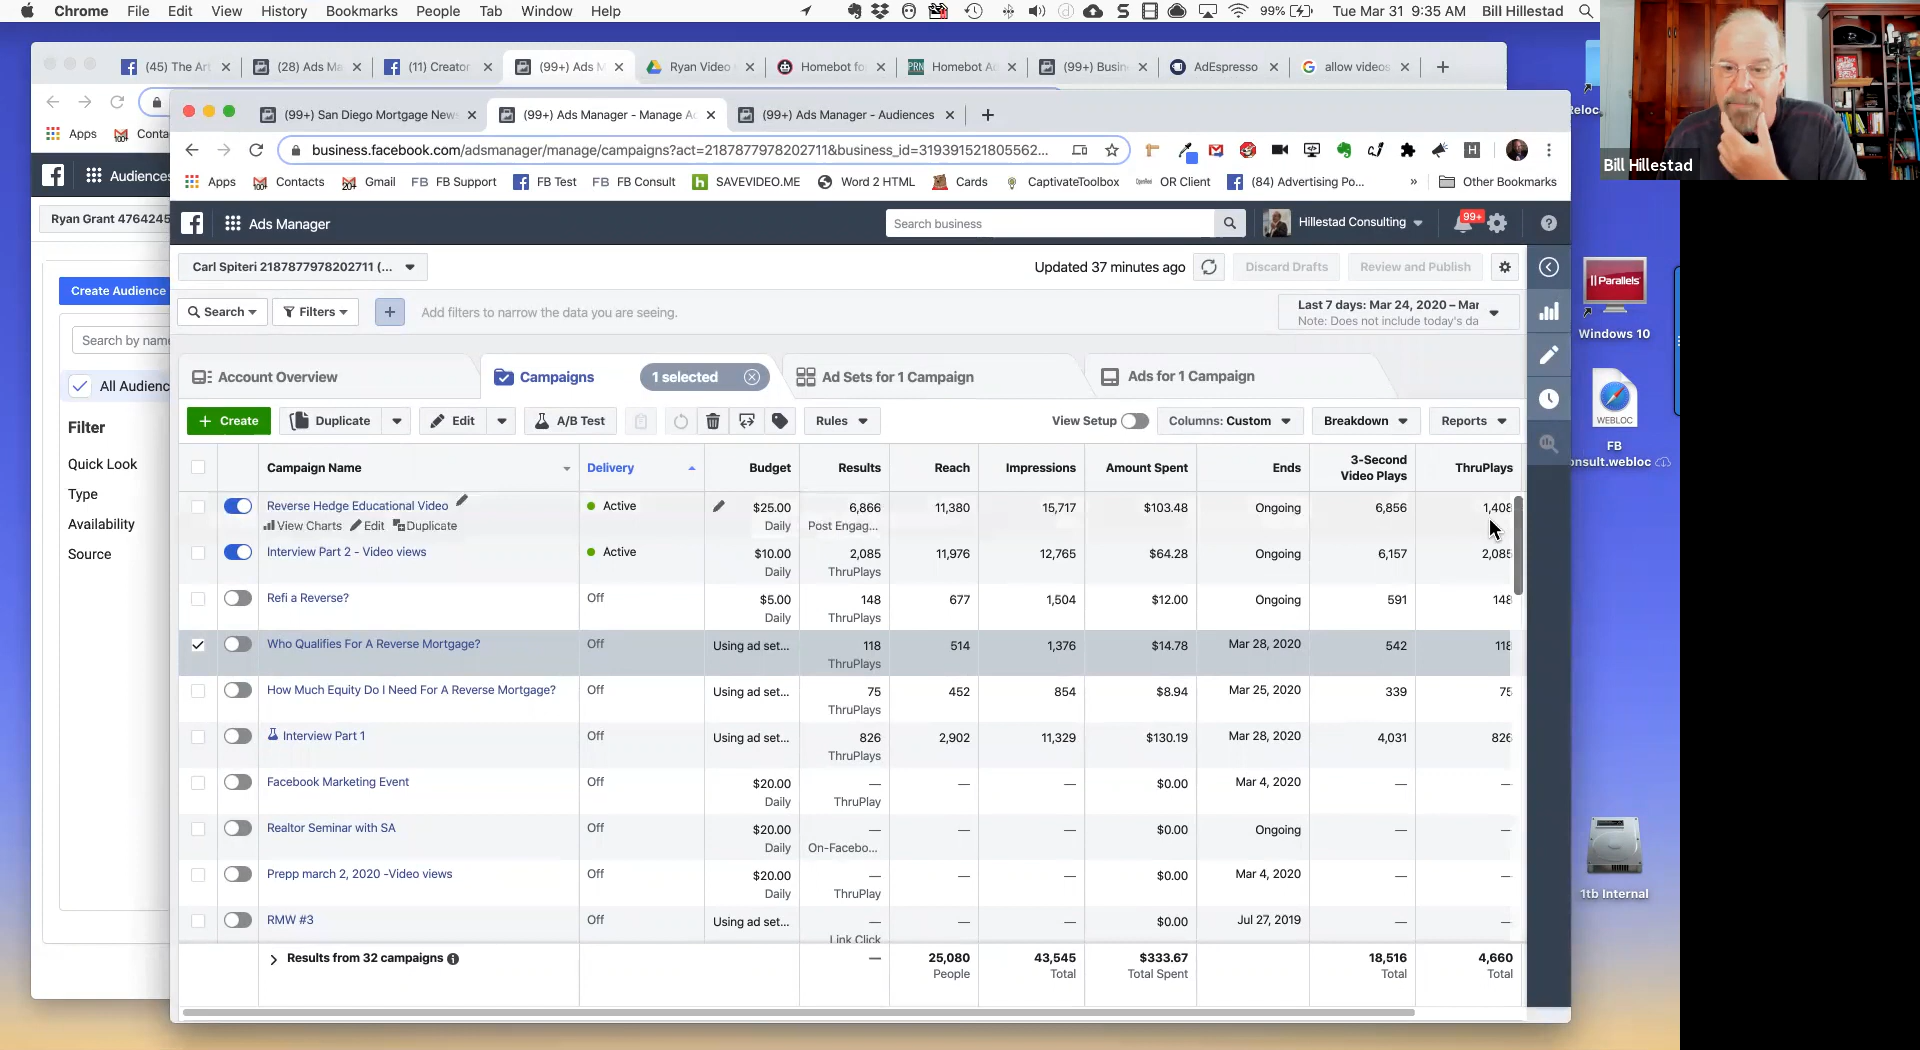 Chrome File Edit View History Bookmarks People Tab Window Help
99% Tue Mar 31 9:35 AM Bill Hillestad
(45) The Art
(28) Ads Ma
(11) Creator
(99+) Ads M
Ryan Video
Homebot fo
Homebot A
(99+) Busin
AdEspresso
allow videos
(99+) San Diego Mortgage News
(99+) Ads Manager - Manage Ad
(99+) Ads Manager - Audiences
business.facebook.com/adsmanager/manage/campaigns?act=2187877978202711&business_id=319391521805562...
Apps
Conta
Apps Contacts Gmail FB FB Support FB Test FB FB Consult SAVEVIDEO.ME Word 2 HTML Cards CaptivateToolbox OR Client (84) Advertising Po... » Other Bookmarks
Audiences
Ads Manager
Search business
Hillestad Consulting
99+
Ryan Grant 4764245
Carl Spiteri 2187877978202711 (...
Updated 37 minutes ago
Discard Drafts
Review and Publish
Create Audience
Search by name
All Audienc
Filter
Quick Look
Type
Availability
Source
Search
Filters
Add filters to narrow the data you are seeing.
Last 7 days: Mar 24, 2020 – Mar
Note: Does not include today's da
Account Overview
Campaigns
1 selected
Ad Sets for 1 Campaign
Ads for 1 Campaign
+ Create
Duplicate
Edit
A/B Test
Rules
View Setup
Columns: Custom
Breakdown
Reports
Campaign Name Delivery Budget Results Reach Impressions Amount Spent Ends 3-Second Video Plays ThruPlays
Reverse Hedge Educational Video Active $25.00 6,866 11,380 15,717 $103.48 Ongoing 6,856 1,408
View Charts Edit Duplicate Daily Post Engag...
Interview Part 2 - Video views Active $10.00 2,085 11,976 12,765 $64.28 Ongoing 6,157 2,085
Daily ThruPlays
Refi a Reverse? Off $5.00 148 677 1,504 $12.00 Ongoing 591 148
Daily ThruPlays
Who Qualifies For A Reverse Mortgage? Off Using ad set... 118 514 1,376 $14.78 Mar 28, 2020 542 118
ThruPlays
How Much Equity Do I Need For A Reverse Mortgage? Off Using ad set... 75 452 854 $8.94 Mar 25, 2020 339 75
ThruPlays
Interview Part 1 Off Using ad set... 826 2,902 11,329 $130.19 Mar 28, 2020 4,031 826
ThruPlays
Facebook Marketing Event Off $20.00 — — — $0.00 Mar 4, 2020 — —
Daily ThruPlay
Realtor Seminar with SA Off $20.00 — — — $0.00 Ongoing — —
Daily On-Facebo...
Prepp march 2, 2020 -Video views Off $20.00 — — — $0.00 Mar 4, 2020 — —
Daily ThruPlay
RMW #3 Off Using ad set... — — — $0.00 Jul 27, 2019 — —
Link Click
Results from 32 campaigns — 25,080 43,545 $333.67 18,516 4,660
People Total Total Spent Total Total
Bill Hillestad
Reloc
Parallels
Windows 10
WEBLOC
FB
onsult.webloc
1tb Internal